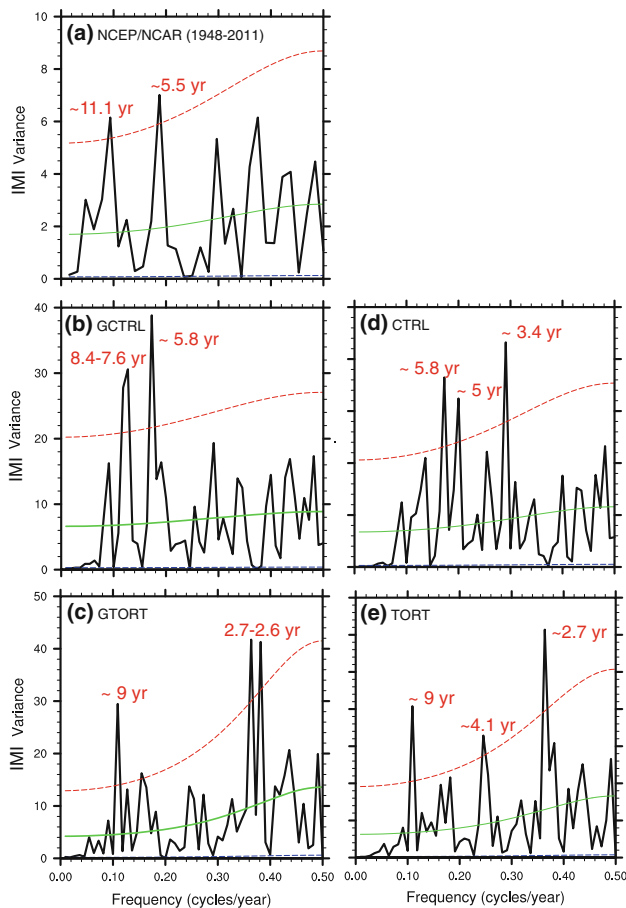 (a) NCEP/NCAR (1948-2011)
~11.1 yr
~5.5 yr
IMI Variance
10
8
6
4
2
0
(b) GCTRL
8.4-7.6 yr
~ 5.8 yr
IMI Variance
40
30
20
10
0
(d) CTRL
~ 5.8 yr
~ 5 yr
~ 3.4 yr
(c) GTORT
~ 9 yr
2.7-2.6 yr
IMI Variance
50
40
30
20
10
0
0.00 0.10 0.20 0.30 0.40 0.50
Frequency (cycles/year)
(e) TORT
~ 9 yr
~4.1 yr
~2.7 yr
0.00 0.10 0.20 0.30 0.40 0.50
Frequency (cycles/year)